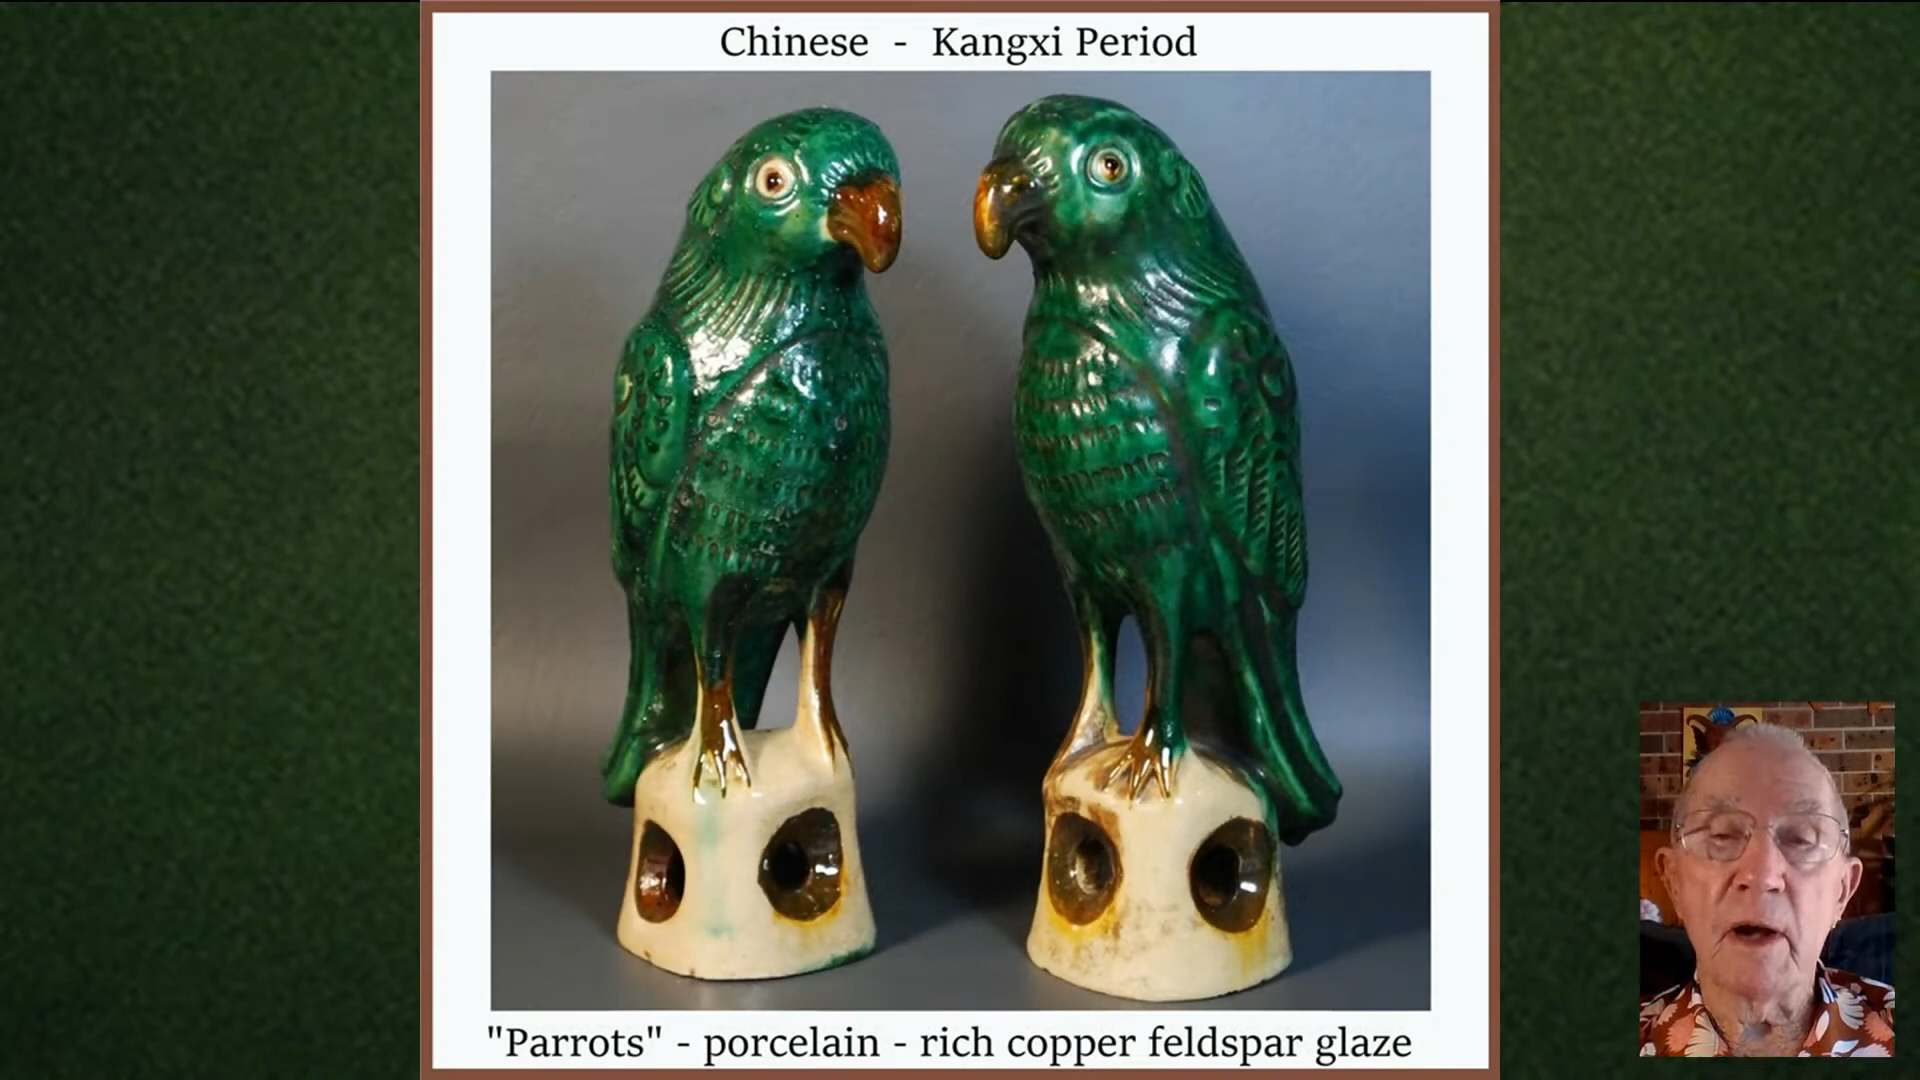 Chinese - Kangxi Period
"Parrots" - porcelain - rich copper feldspar glaze